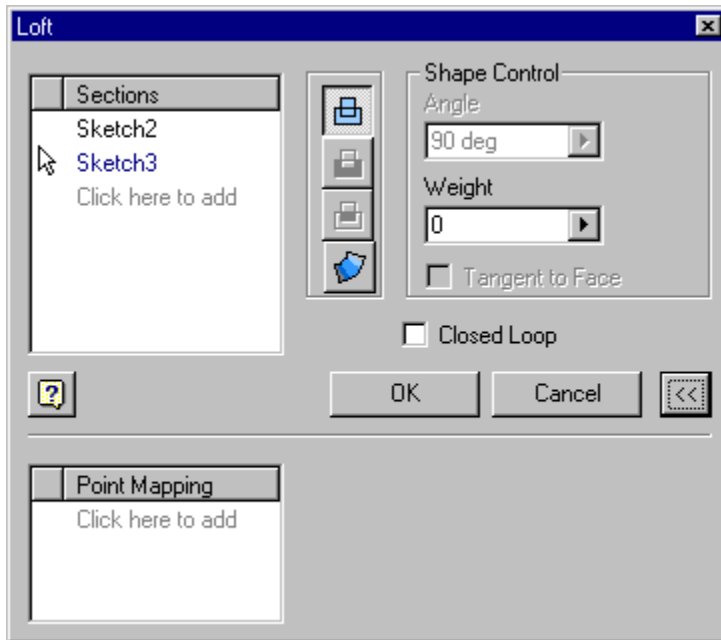 Loft
Sections
Sketch2
Sketch3
Click here to add
Shape Control
Angle
90 deg
Weight
0
Tangent to Face
Closed Loop
?
OK
Cancel
<<
Point Mapping
Click here to add